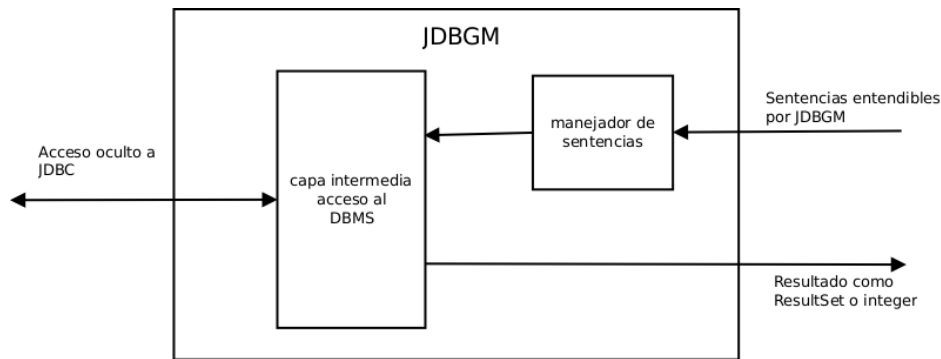 JDBGM
manejador de
sentencias
Sentencias entendibles
por JDBGM
Acceso oculto a
JDBC
capa intermedia
acceso al
DBMS
Resultado como
ResultSet o integer